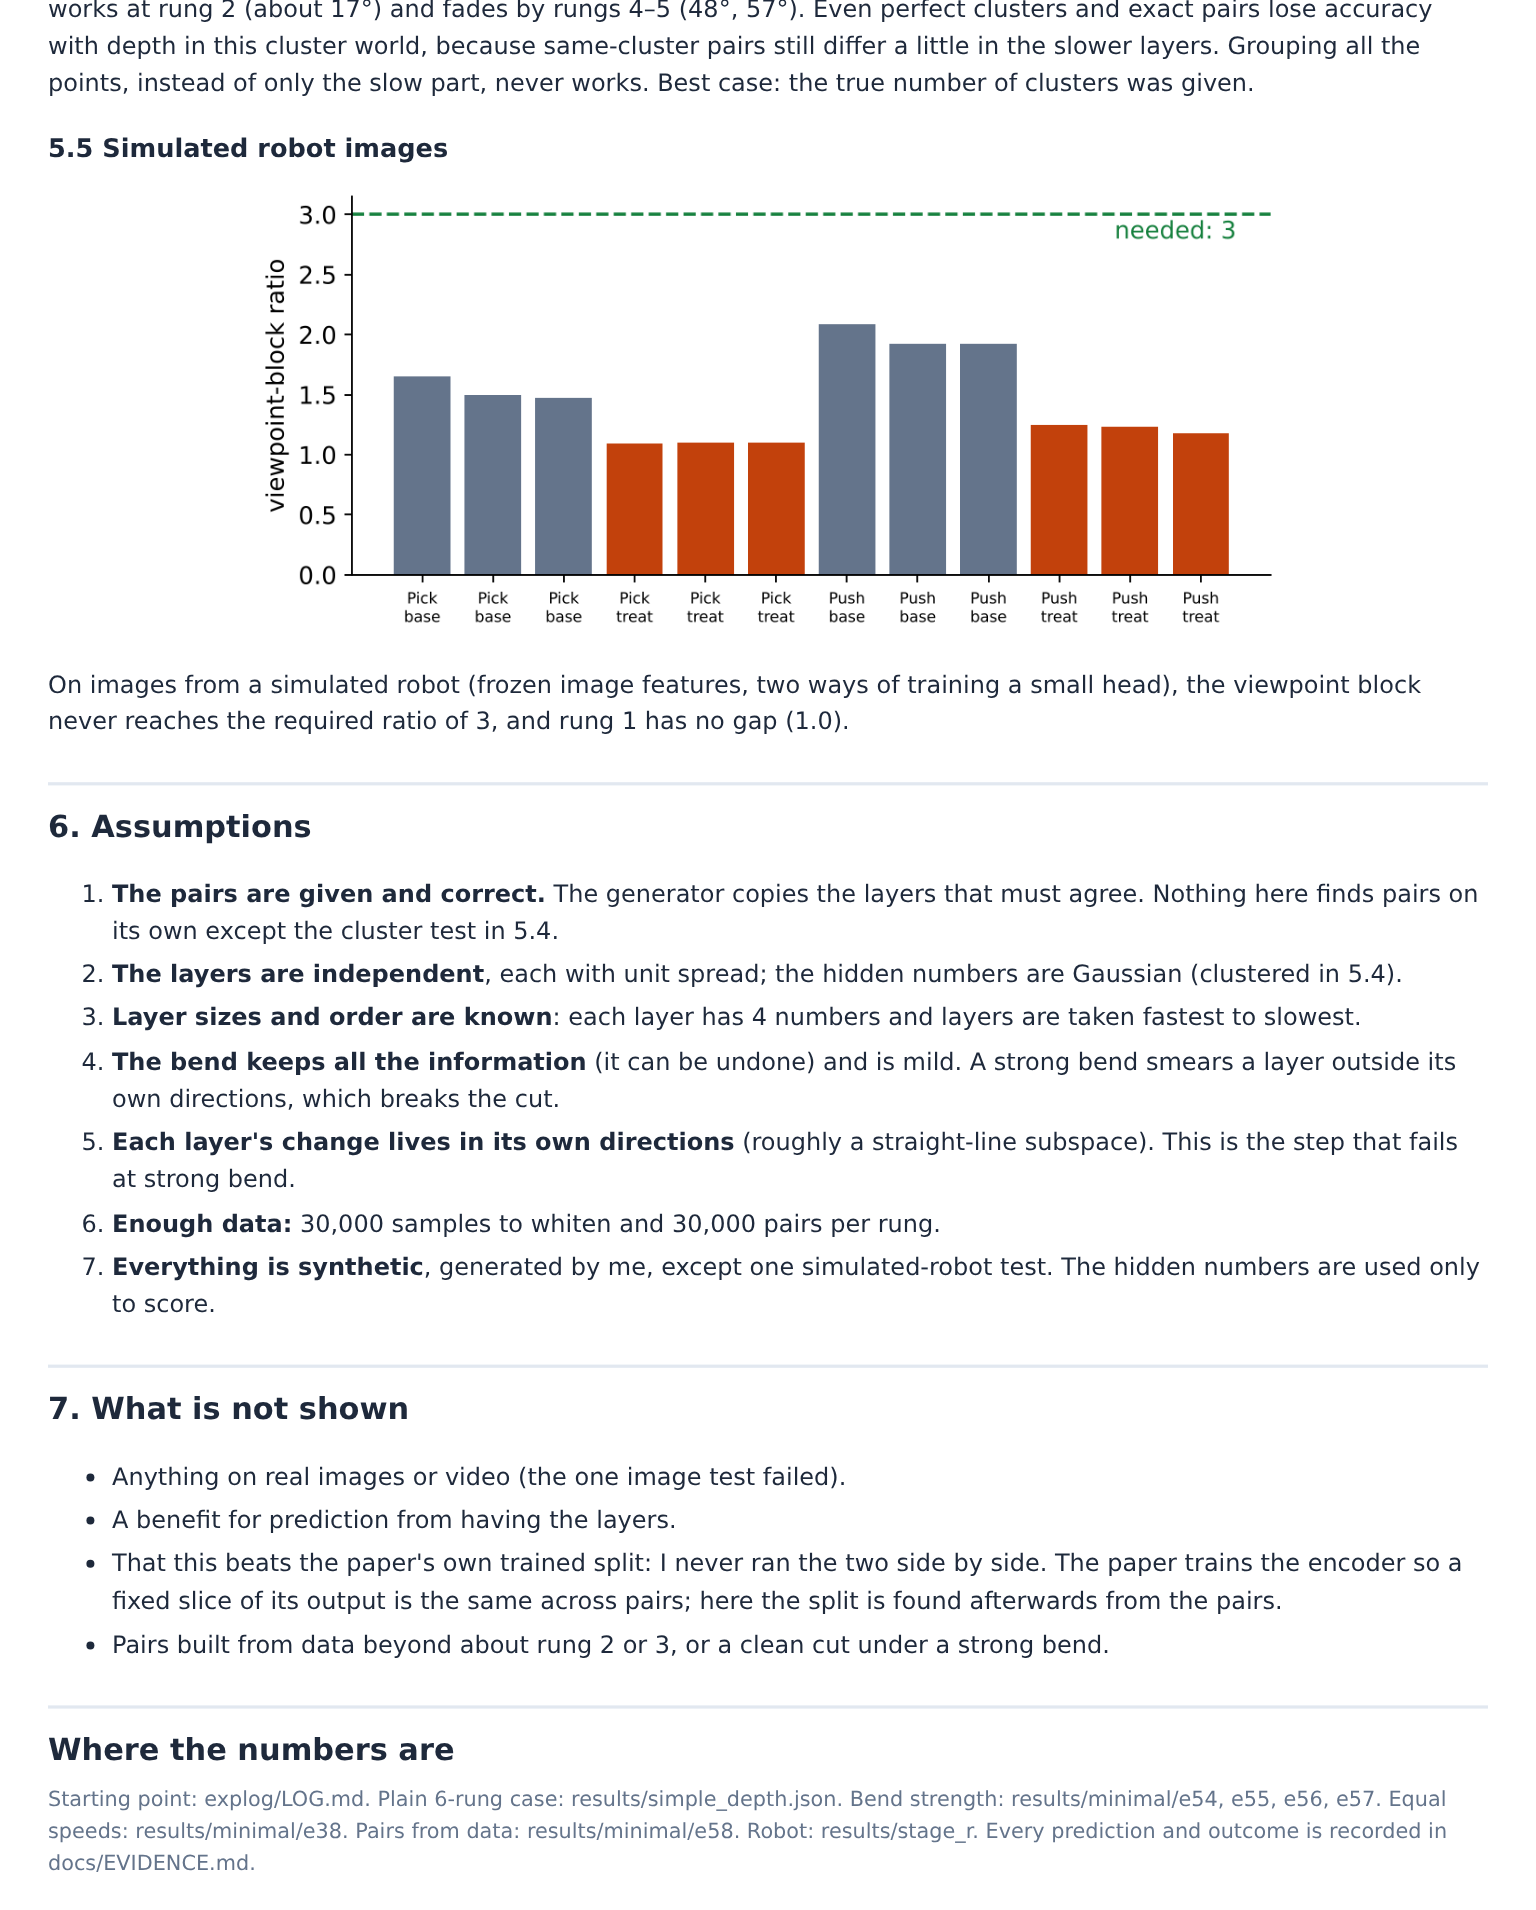 works at rung 2 (about 17°) and fades by rungs 4–5 (48°, 57°). Even perfect clusters and exact pairs lose accuracy
with depth in this cluster world, because same-cluster pairs still differ a little in the slower layers. Grouping all the
points, instead of only the slow part, never works. Best case: the true number of clusters was given.
5.5 Simulated robot images
3.0
needed: 3
2.5
2.0
1.5
1.0
0.5
0.0
viewpoint-block ratio
Pick Pick Pick Pick Pick Pick Push Push Push Push Push Push
base base base treat treat treat base base base treat treat treat
On images from a simulated robot (frozen image features, two ways of training a small head), the viewpoint block
never reaches the required ratio of 3, and rung 1 has no gap (1.0).
6. Assumptions
1. The pairs are given and correct. The generator copies the layers that must agree. Nothing here finds pairs on
its own except the cluster test in 5.4.
2. The layers are independent, each with unit spread; the hidden numbers are Gaussian (clustered in 5.4).
3. Layer sizes and order are known: each layer has 4 numbers and layers are taken fastest to slowest.
4. The bend keeps all the information (it can be undone) and is mild. A strong bend smears a layer outside its
own directions, which breaks the cut.
5. Each layer's change lives in its own directions (roughly a straight-line subspace). This is the step that fails
at strong bend.
6. Enough data: 30,000 samples to whiten and 30,000 pairs per rung.
7. Everything is synthetic, generated by me, except one simulated-robot test. The hidden numbers are used only
to score.
7. What is not shown
• Anything on real images or video (the one image test failed).
• A benefit for prediction from having the layers.
• That this beats the paper's own trained split: I never ran the two side by side. The paper trains the encoder so a
fixed slice of its output is the same across pairs; here the split is found afterwards from the pairs.
• Pairs built from data beyond about rung 2 or 3, or a clean cut under a strong bend.
Where the numbers are
Starting point: explog/LOG.md. Plain 6-rung case: results/simple_depth.json. Bend strength: results/minimal/e54, e55, e56, e57. Equal
speeds: results/minimal/e38. Pairs from data: results/minimal/e58. Robot: results/stage_r. Every prediction and outcome is recorded in
docs/EVIDENCE.md.